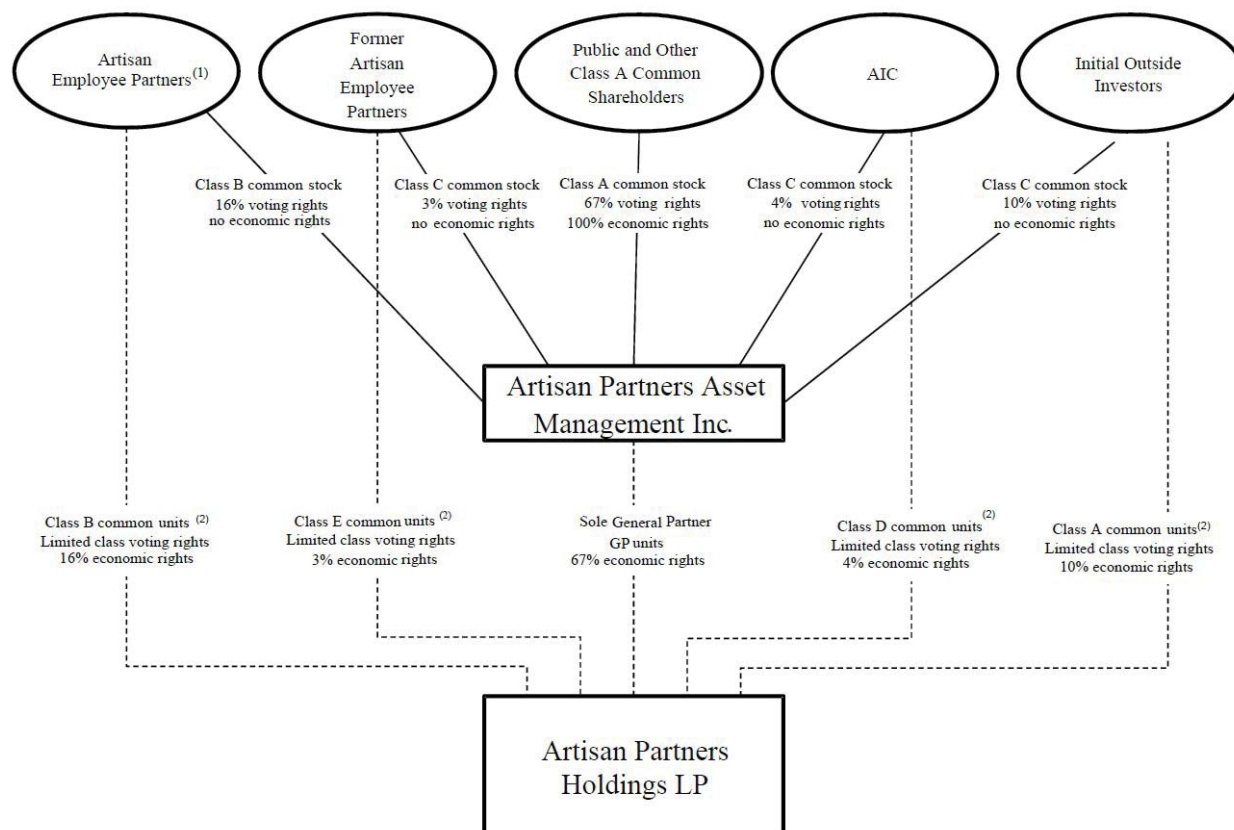 Artisan
Employee Partners(1)
Former
Artisan
Employee
Partners
Public and Other
Class A Common
Shareholders
AIC
Initial Outside
Investors
Class B common stock
16% voting rights
no economic rights
Class C common stock
3% voting rights
no economic rights
Class A common stock
67% voting rights
100% economic rights
Class C common stock
4% voting rights
no economic rights
Class C common stock
10% voting rights
no economic rights
Artisan Partners Asset
Management Inc.
Class B common units (2)
Limited class voting rights
16% economic rights
Class E common units (2)
Limited class voting rights
3% economic rights
Sole General Partner
GP units
67% economic rights
Class D common units (2)
Limited class voting rights
4% economic rights
Class A common units(2)
Limited class voting rights
10% economic rights
Artisan Partners
Holdings LP